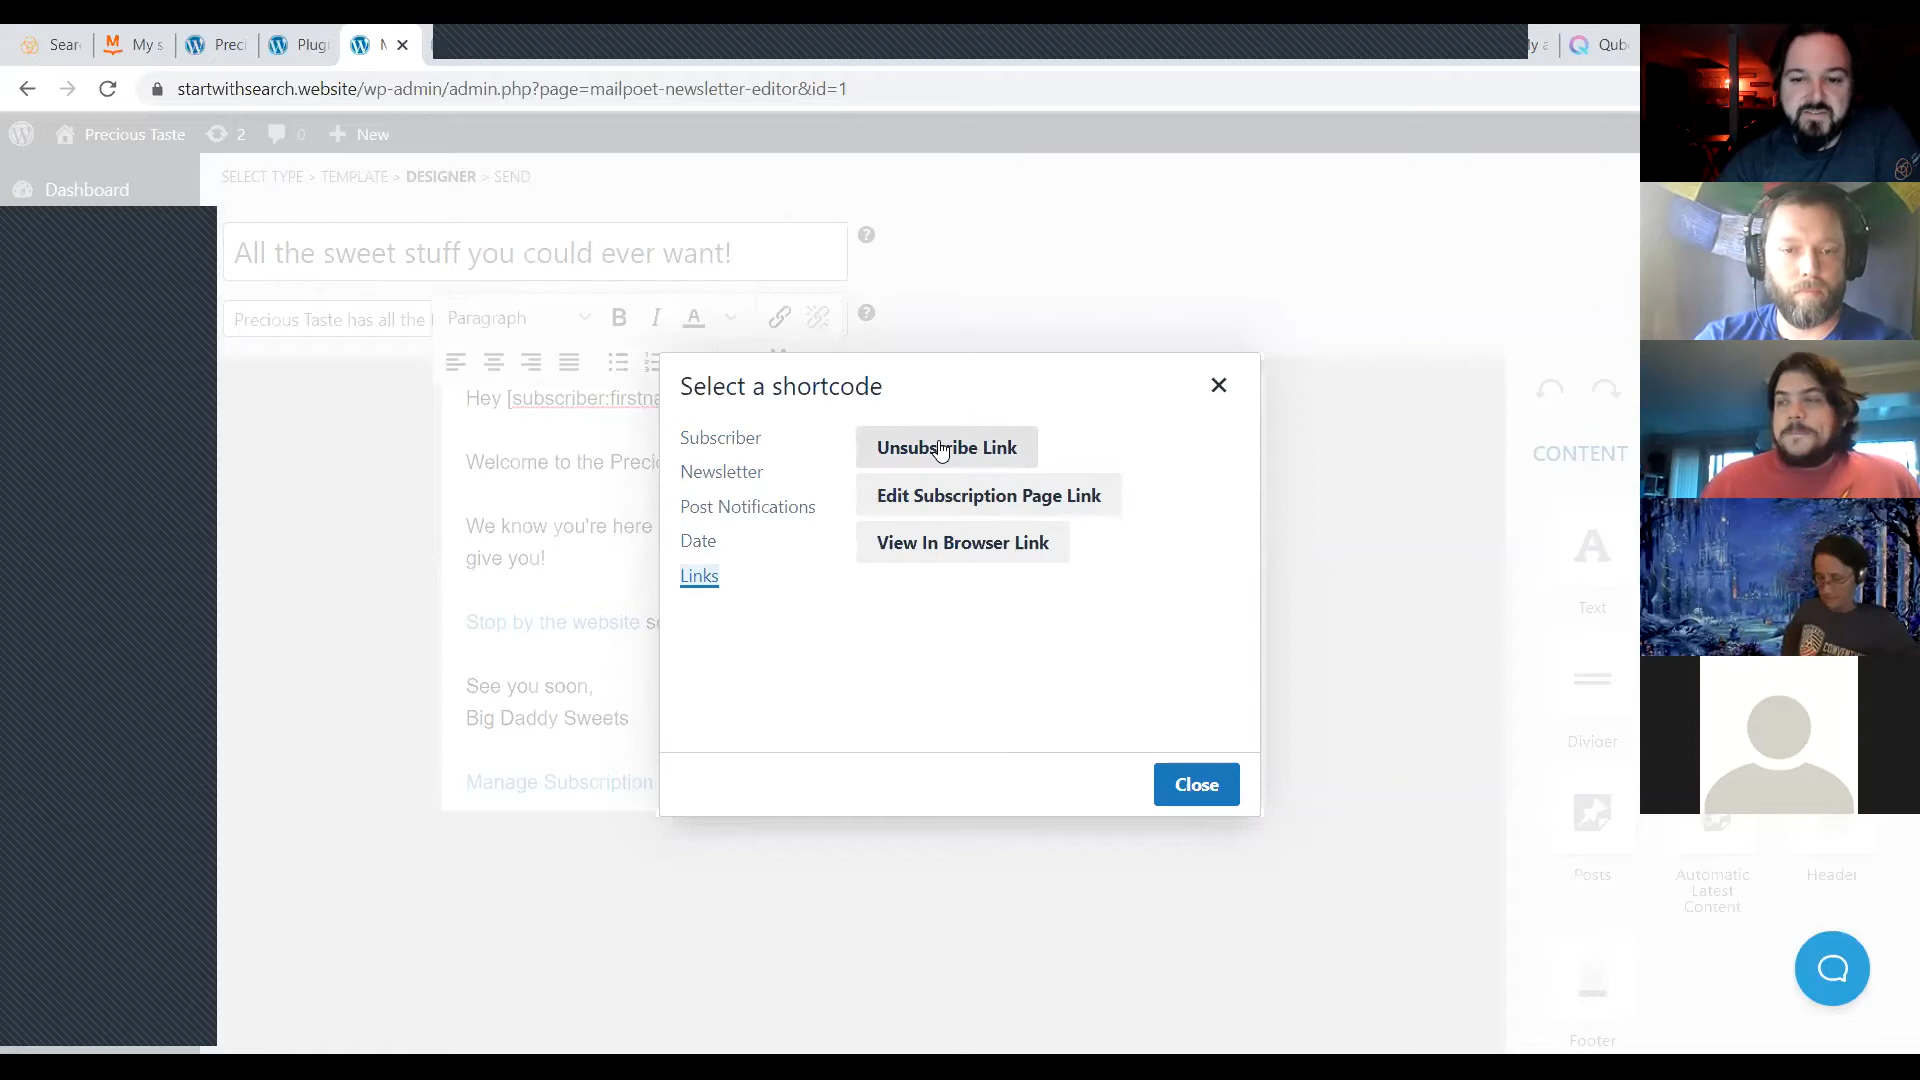 Sear
My s
Preci
Plugi
ly a
Qub
startwithsearch.website/wp-admin/admin.php?page=mailpoet-newsletter-editor&id=1
Precious Taste
2
0
New
Dashboard
SELECT TYPE > TEMPLATE > DESIGNER > SEND
All the sweet stuff you could ever want!
Precious Taste has all the
Paragraph
B
I
A
Hey [subscriber:firstna
Welcome to the Precio
We know you're here
give you!
Stop by the website so
See you soon,
Big Daddy Sweets
Manage Subscription
Select a shortcode
Subscriber
Newsletter
Post Notifications
Date
Links
Unsubscribe Link
Edit Subscription Page Link
View In Browser Link
Close
CONTENT
Text
Divider
Posts
Automatic
Latest
Content
Header
Footer